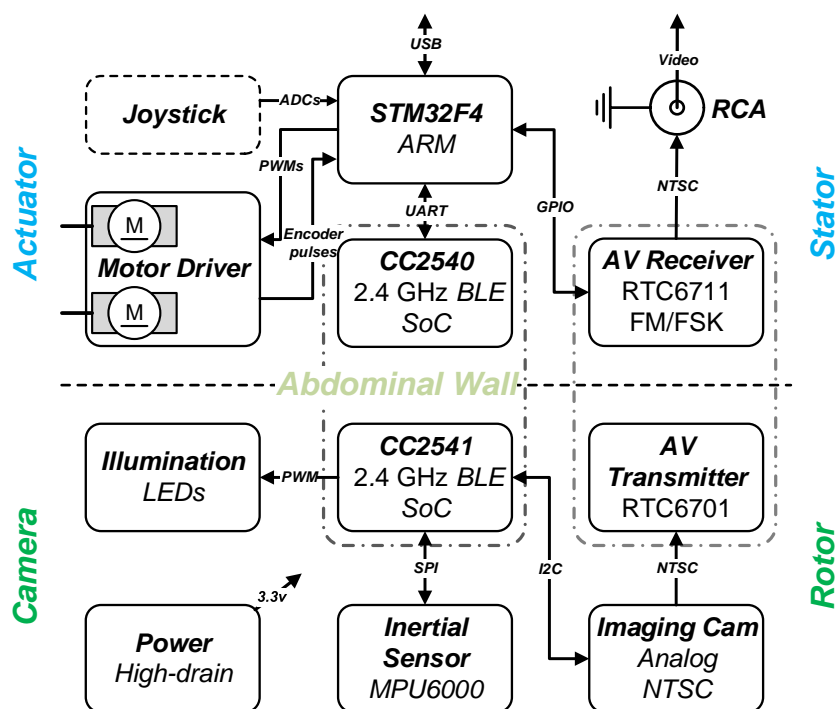 USB
Video
Joystick
ADCs
STM32F4
ARM
RCA
PWMs
NTSC
UART
GPIO
Actuator
Stator
M
Encoder
pulses
Motor Driver
M
CC2540
2.4 GHz BLE
SoC
AV Receiver
RTC6711
FM/FSK
Abdominal Wall
Illumination
LEDs
PWM
CC2541
2.4 GHz BLE
SoC
AV
Transmitter
RTC6701
Camera
Rotor
SPI
I2C
NTSC
3.3v
Power
High-drain
Inertial
Sensor
MPU6000
Imaging Cam
Analog
NTSC